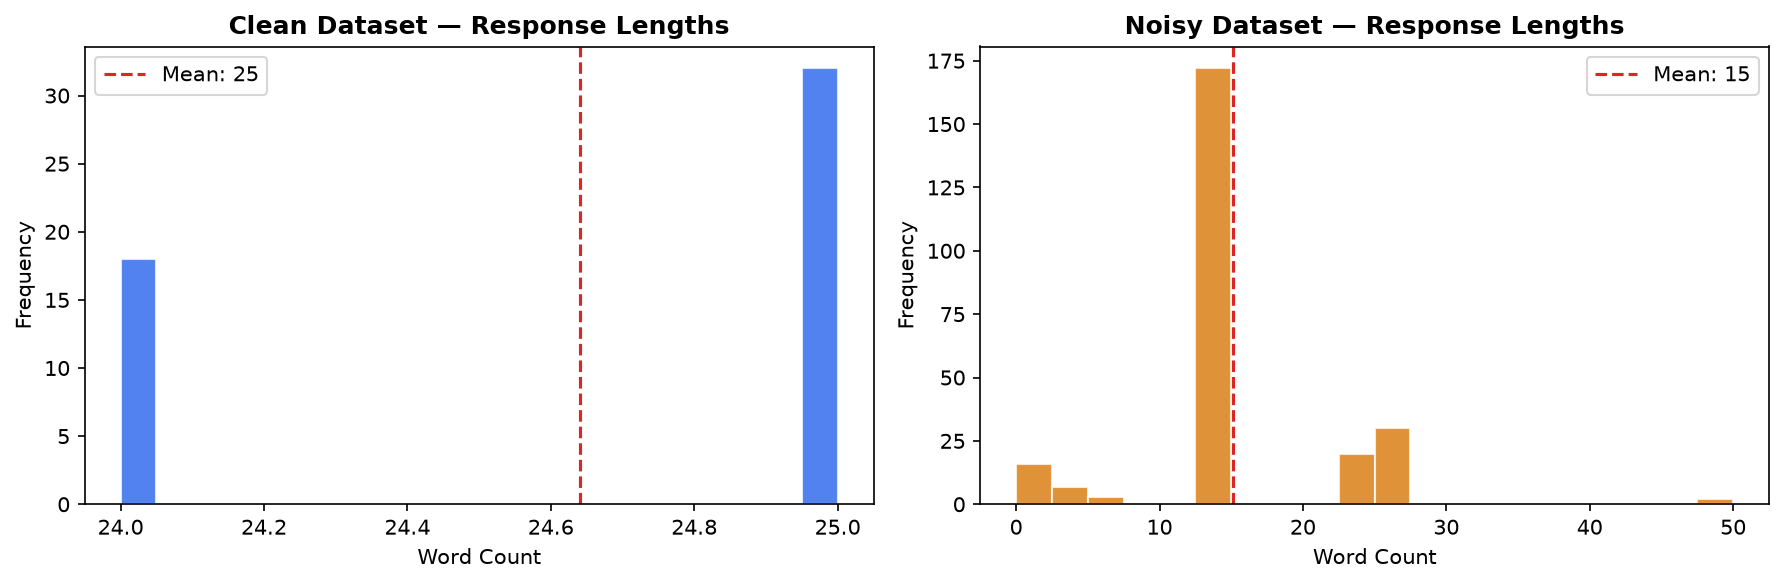 Clean Dataset — Response Lengths
Mean: 25
Frequency
30
25
20
15
10
5
0
24.0 24.2 24.4 24.6 24.8 25.0
Word Count
Noisy Dataset — Response Lengths
Mean: 15
Frequency
175
150
125
100
75
50
25
0
0 10 20 30 40 50
Word Count